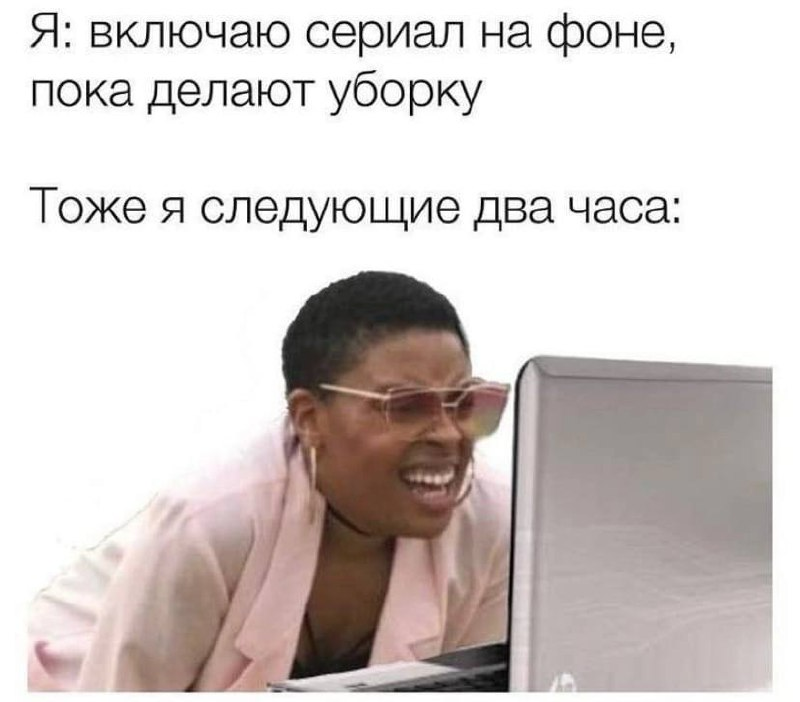 Я: включаю сериал на фоне,
пока делают уборку
Тоже я следующие два часа: